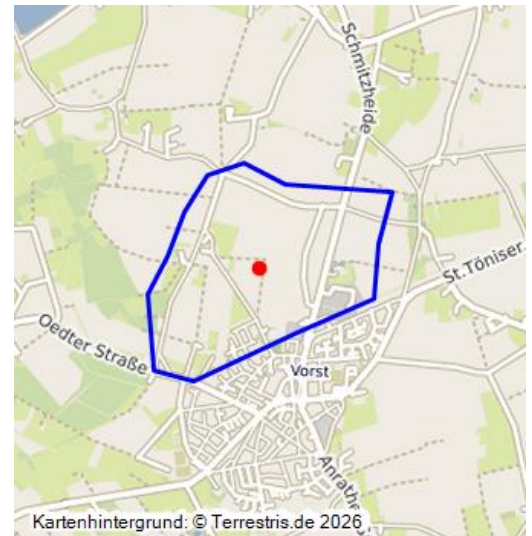 Schmitzheide
St.Töniser
Oedter Straße
Vorst
Anrathe
Kartenhintergrund: © Terrestris.de 2026